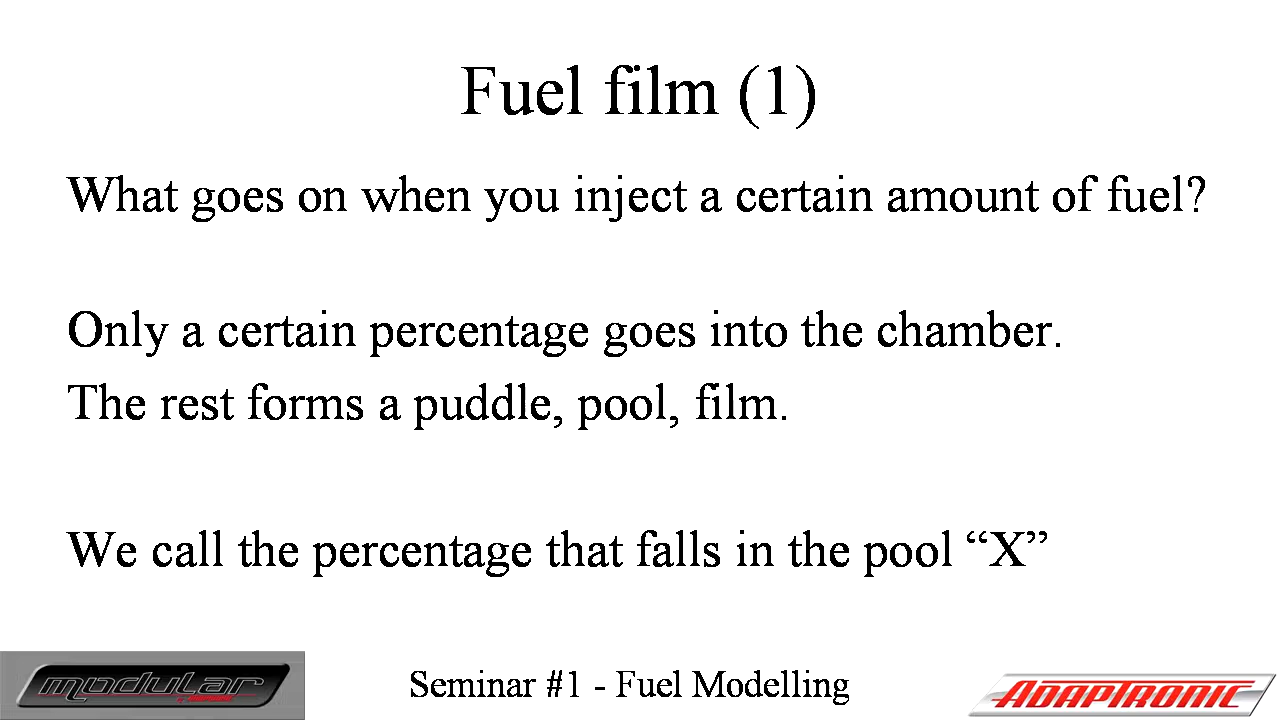 Fuel film (1)
What goes on when you inject a certain amount of fuel?
Only a certain percentage goes into the chamber.
The rest forms a puddle, pool, film.
We call the percentage that falls in the pool “X”
modular
Seminar #1 - Fuel Modelling
ADAPTRONIC